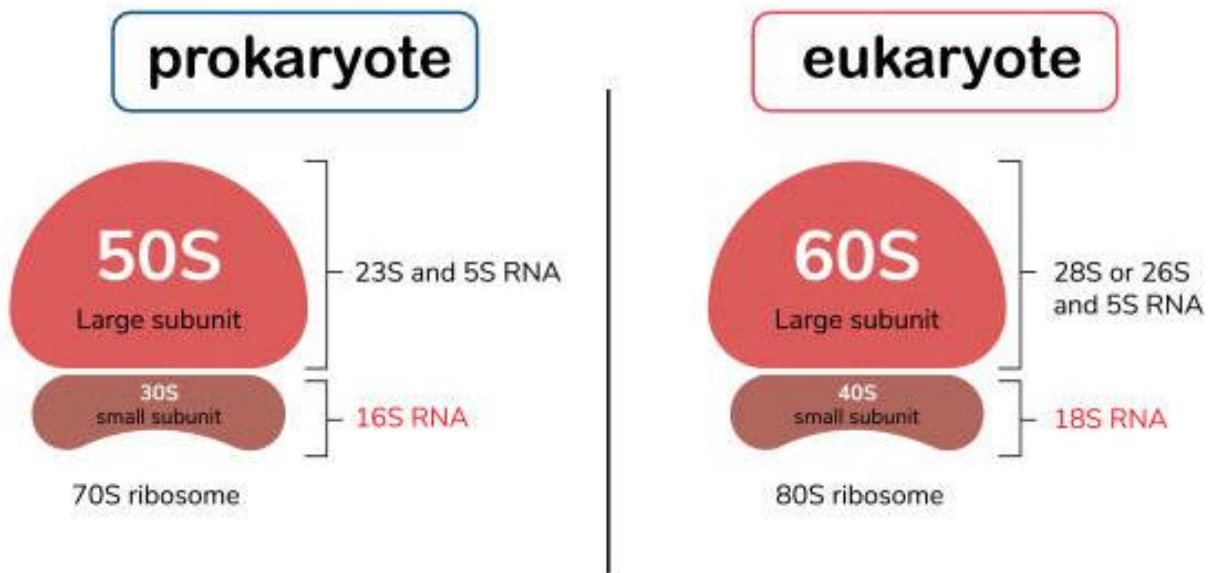 prokaryote
50S
Large subunit
23S and 5S RNA
30S
small subunit
16S RNA
70S ribosome
eukaryote
60S
Large subunit
28S or 26S
and 5S RNA
40S
small subunit
18S RNA
80S ribosome